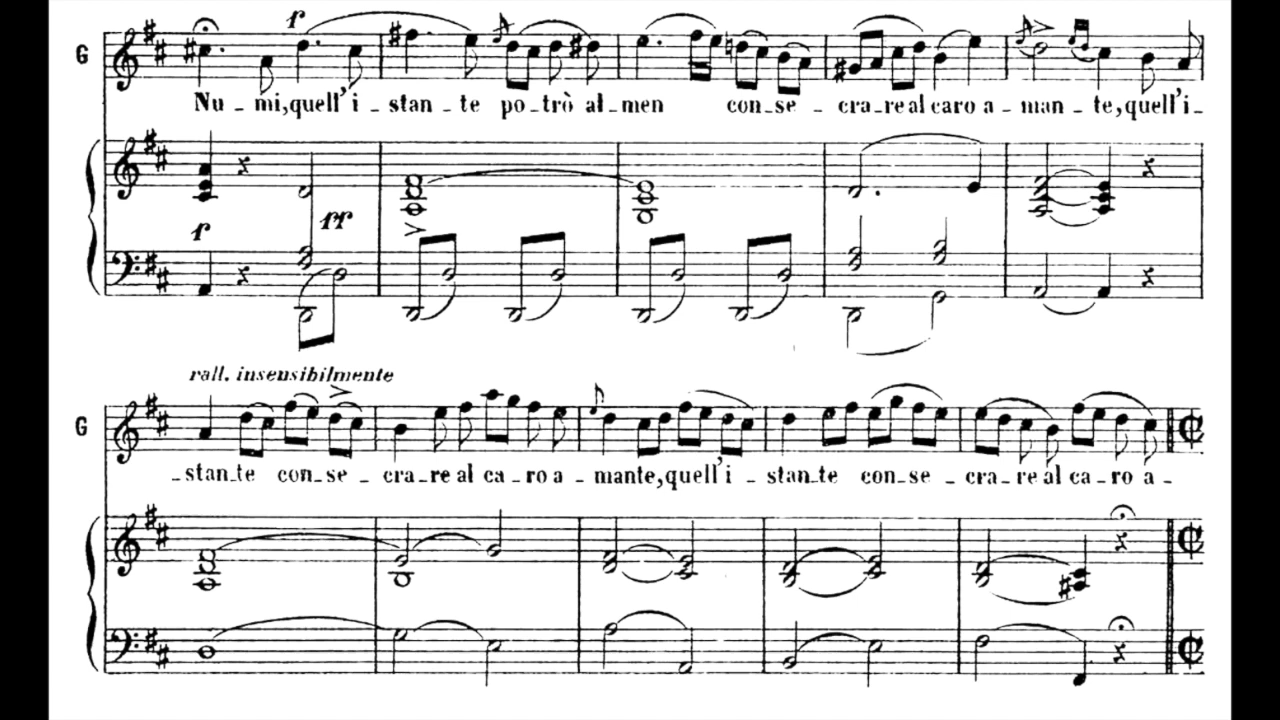 p
G
Nu_mi,quell'i_stan_te po_trò al_men con_se_cra_re al caro a_man_te,quell'i_
pp
p
rall. insensibilmente
G
_stan_te con_se_cra_re al ca_ro a_mante,quell'i_stan_te con_se_cra_re al ca_ro a_